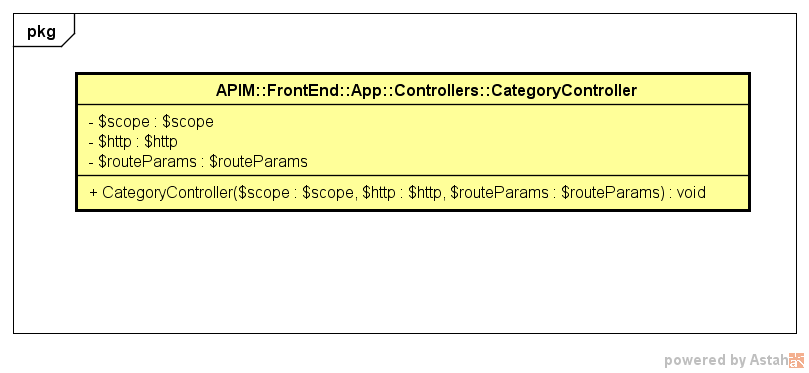 pkg
APIM::FrontEnd::App::Controllers::CategoryController
- $scope : $scope
- $http : $http
- $routeParams : $routeParams
+ CategoryController($scope : $scope, $http : $http, $routeParams : $routeParams) : void
powered by Astah